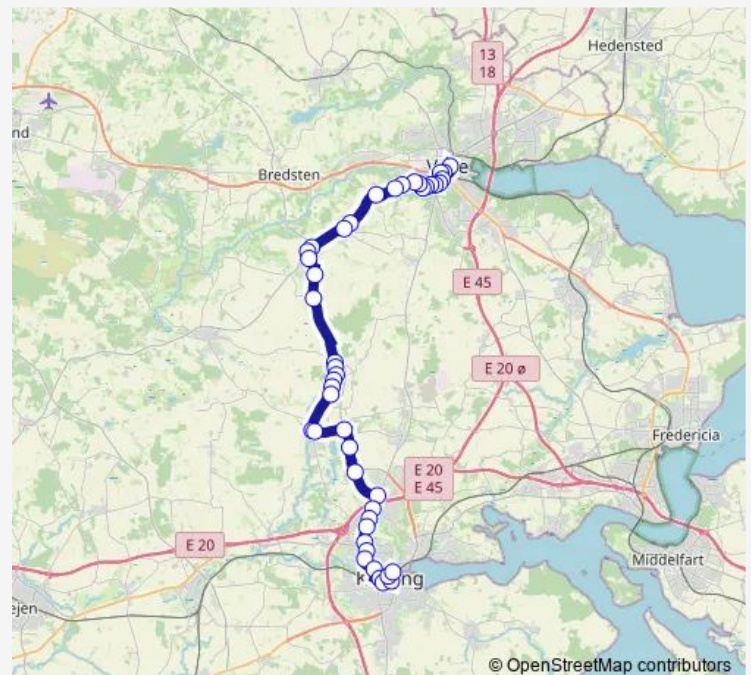 13
18
Hedensted
nd
Bredsten
E 45
E 20 ø
Fredericia
E 20
E 45
E 20
Middelfart
ejen
© OpenStreetMap contributors